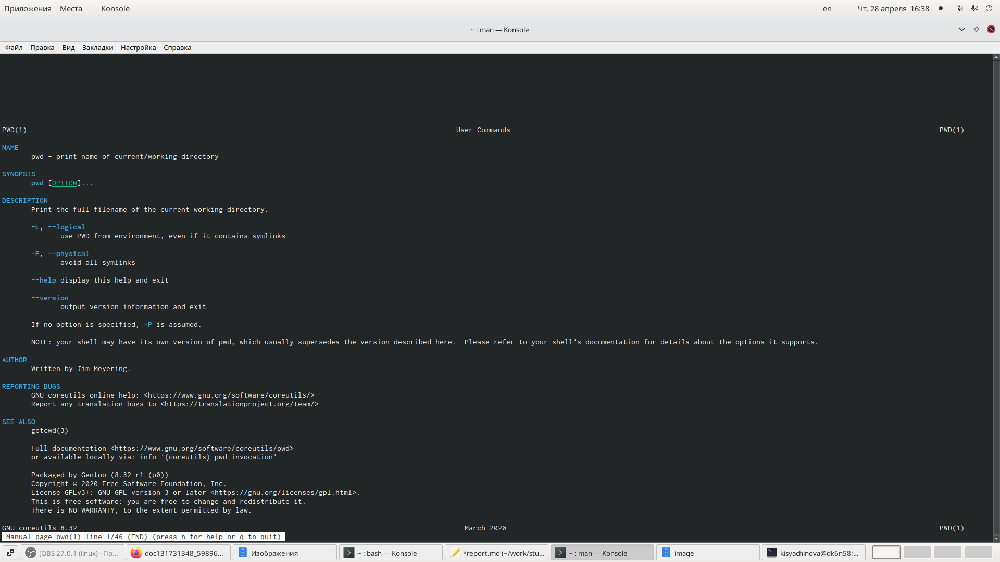 Приложения Места Konsole en Чт, 28 апреля 16:38
~ : man — Konsole
Файл Правка Вид Закладки Настройка Справка
PWD(1) User Commands PWD(1)
NAME
pwd - print name of current/working directory
SYNOPSIS
pwd [OPTION]...
DESCRIPTION
Print the full filename of the current working directory.
-L, --logical
use PWD from environment, even if it contains symlinks
-P, --physical
avoid all symlinks
--help display this help and exit
--version
output version information and exit
If no option is specified, -P is assumed.
NOTE: your shell may have its own version of pwd, which usually supersedes the version described here.  Please refer to your shell's documentation for details about the options it supports.
AUTHOR
Written by Jim Meyering.
REPORTING BUGS
GNU coreutils online help: <https://www.gnu.org/software/coreutils/>
Report any translation bugs to <https://translationproject.org/team/>
SEE ALSO
getcwd(3)
Full documentation <https://www.gnu.org/software/coreutils/pwd>
or available locally via: info '(coreutils) pwd invocation'
Packaged by Gentoo (8.32-r1 (p0))
Copyright © 2020 Free Software Foundation, Inc.
License GPLv3+: GNU GPL version 3 or later <https://gnu.org/licenses/gpl.html>.
This is free software: you are free to change and redistribute it.
There is NO WARRANTY, to the extent permitted by law.
GNU coreutils 8.32 March 2020 PWD(1)
Manual page pwd(1) line 1/46 (END) (press h for help or q to quit)
[OBS 27.0.1 (linux) - Пр... doc131731348_59896... Изображения ~ : bash — Konsole *report.md (~/work/stu... ~ : man — Konsole image kisyachinova@dk6n58:...